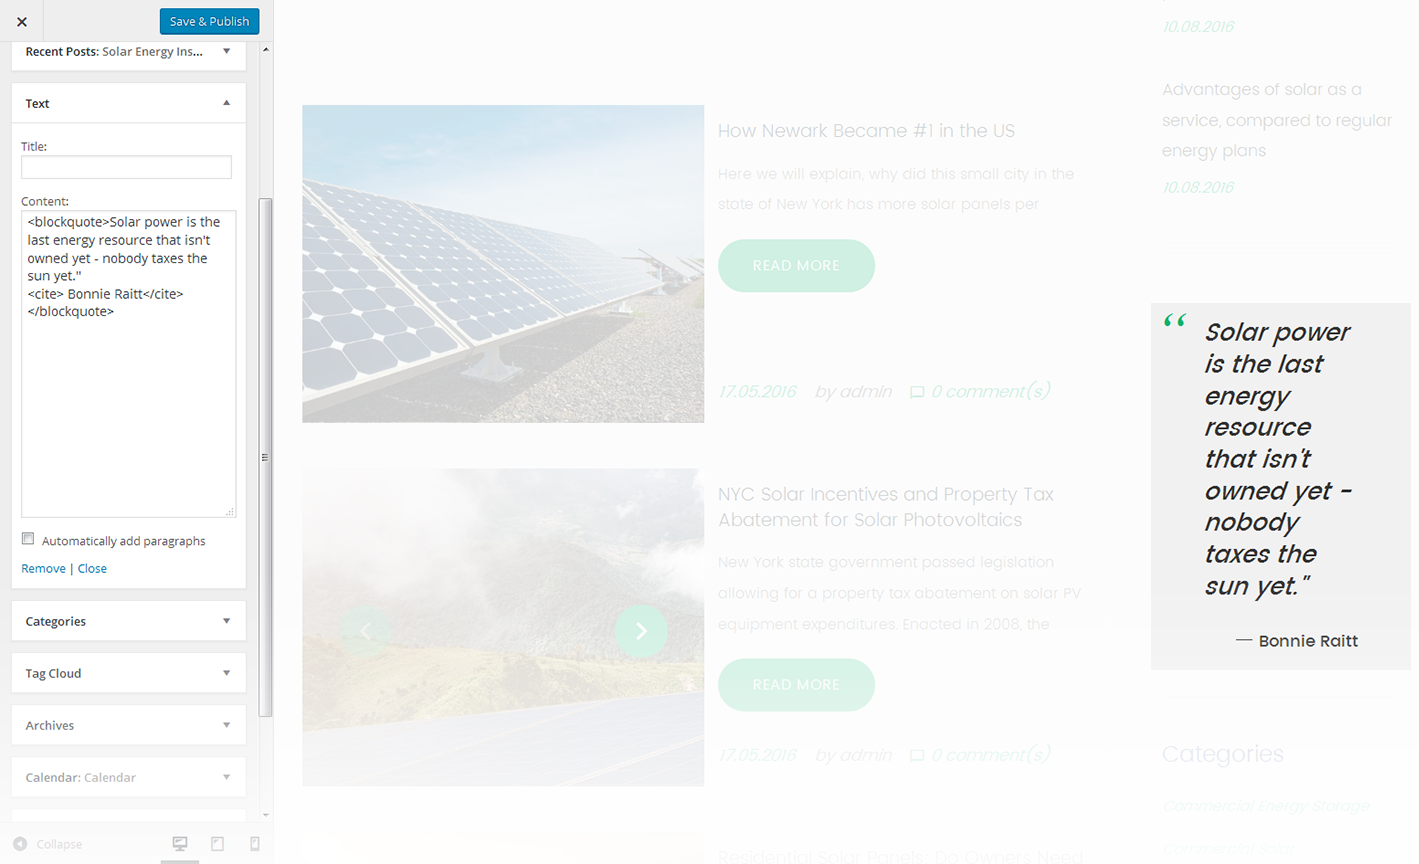 Save & Publish
Recent Posts: Solar Energy Ins...
Text
Title:
Content:
<blockquote>Solar power is the
last energy resource that isn't
owned yet - nobody taxes the
sun yet."
<cite> Bonnie Raitt</cite>
</blockquote>
Automatically add paragraphs
Remove | Close
Categories
Tag Cloud
Archives
Calendar: Calendar
Collapse
How Newark Became #1 in the US
Here we will explain, why did this small city in the
state of New York has more solar panels per
READ MORE
17.05.2016 by admin 0 comment(s)
NYC Solar Incentives and Property Tax
Abatement for Solar Photovoltaics
New York state government passed legislation
allowing for a property tax abatement on solar PV
equipment expenditures. Enacted in 2008, the
READ MORE
17.05.2016 by admin 0 comment(s)
Residential Solar Panels: Do Owners Need
10.08.2016
Advantages of solar as a
service, compared to regular
energy plans
10.08.2016
“ Solar power
is the last
energy
resource
that isn't
owned yet -
nobody
taxes the
sun yet."
— Bonnie Raitt
Categories
Commercial Energy Storage
Commercial Solar